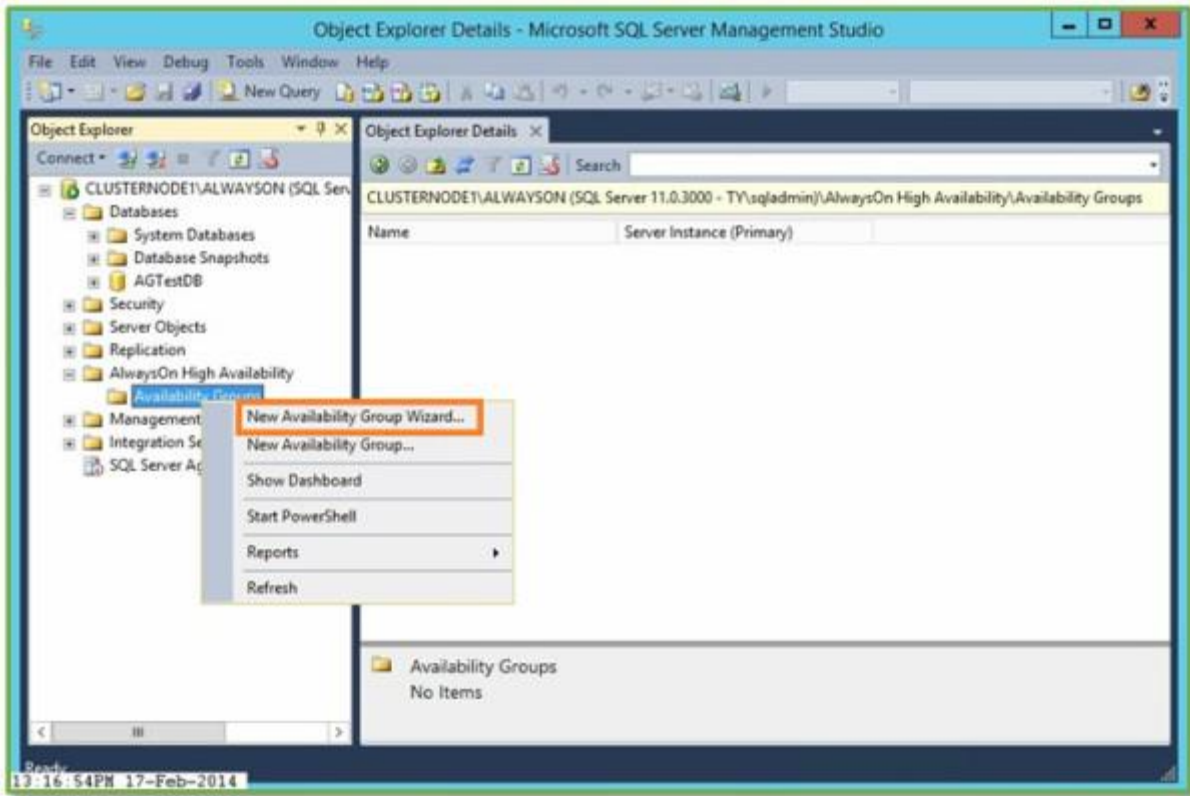 Object Explorer Details - Microsoft SQL Server Management Studio
File Edit View Debug Tools Window Help
New Query
Object Explorer
Connect
CLUSTERNODE1\ALWAYSON (SQL Serv
Databases
System Databases
Database Snapshots
AGTestDB
Security
Server Objects
Replication
AlwaysOn High Availability
Availability Groups
Management
Integration Se
SQL Server Ag
New Availability Group Wizard...
New Availability Group...
Show Dashboard
Start PowerShell
Reports
Refresh
Object Explorer Details
Search
CLUSTERNODE1\ALWAYSON (SQL Server 11.0.3000 - TY\sqladmin)\AlwaysOn High Availability\Availability Groups
Name Server Instance (Primary)
Availability Groups
No Items
Ready
13:16:54PM 17-Feb-2014